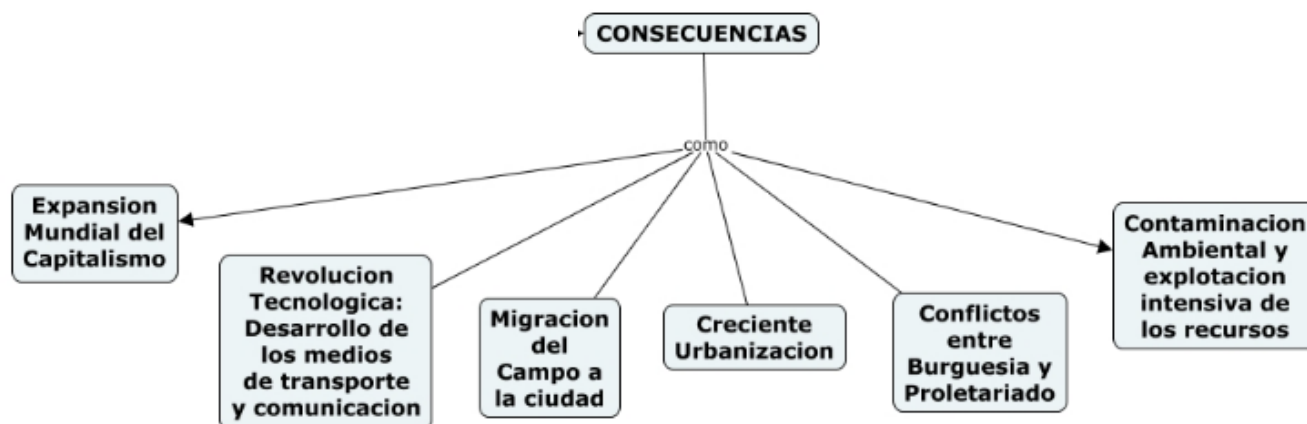 CONSECUENCIAS
como
Expansion
Mundial del
Capitalismo
Revolucion
Tecnologica:
Desarrollo de
los medios
de transporte
y comunicacion
Migracion
del
Campo a
la ciudad
Creciente
Urbanizacion
Conflictos
entre
Burguesia y
Proletariado
Contaminacion
Ambiental y
explotacion
intensiva de
los recursos